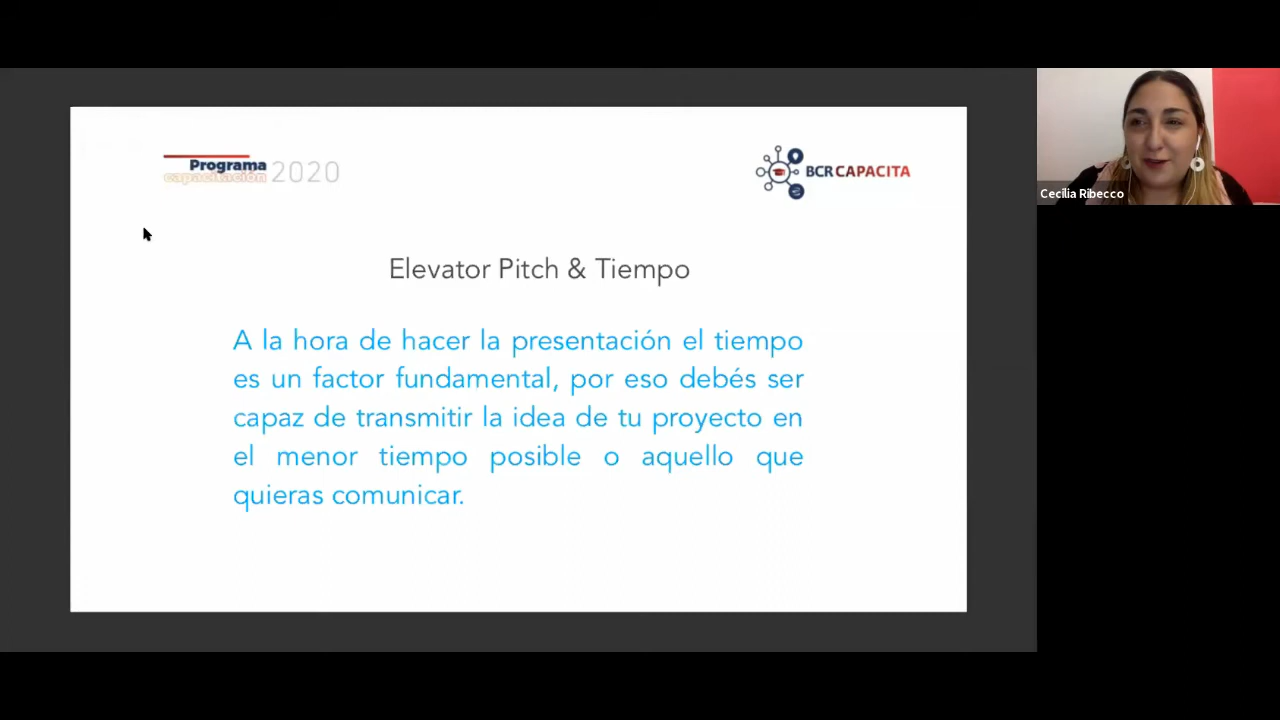 Programa
capacitación 2020
BCRCAPACITA
Cecilia Ribecco
Elevator Pitch & Tiempo
A la hora de hacer la presentación el tiempo
es un factor fundamental, por eso debés ser
capaz de transmitir la idea de tu proyecto en
el menor tiempo posible o aquello que
quieras comunicar.